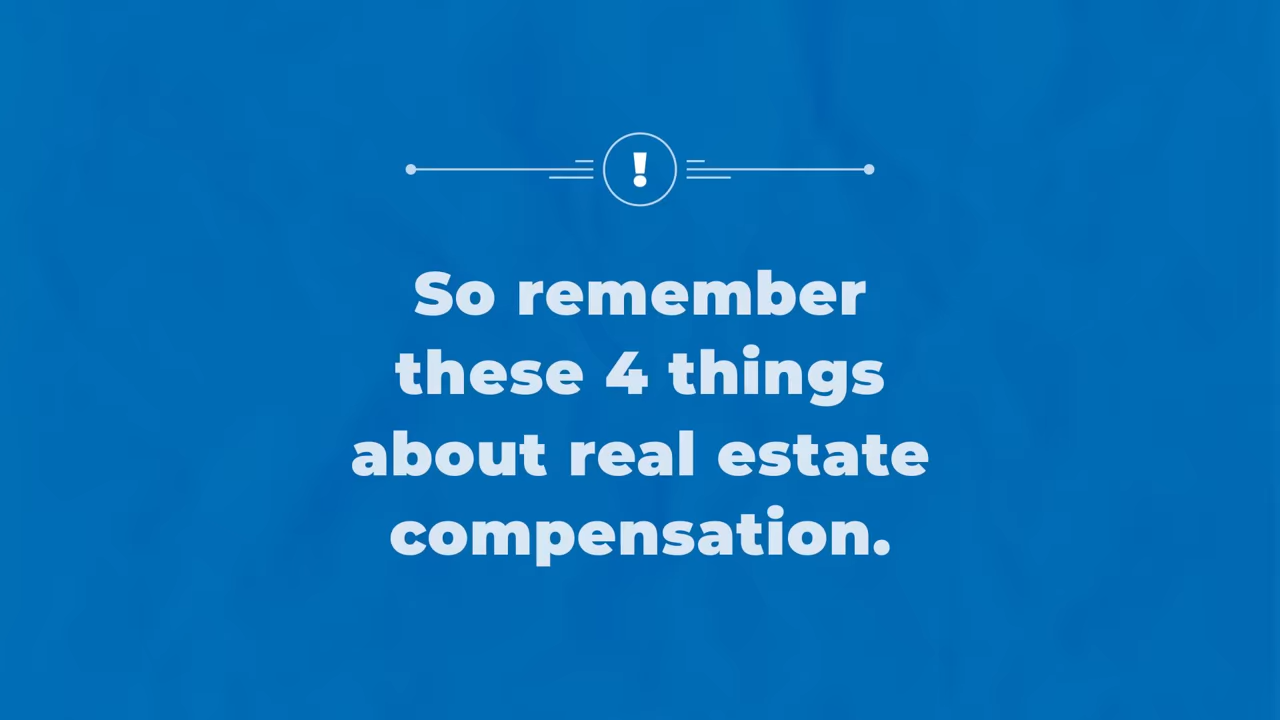 !
So remember
these 4 things
about real estate
compensation.